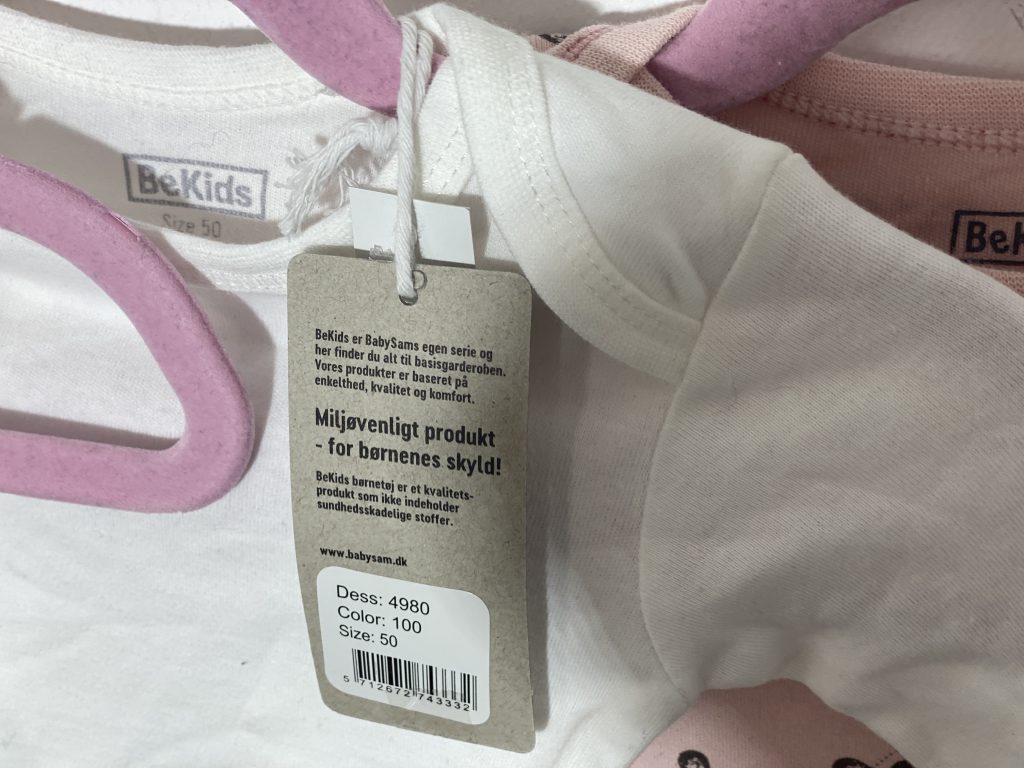 BeKids
Size 50
BeK
BeKids er BabySams egen serie og
her finder du alt til basisgarderoben.
Vores produkter er baseret på
enkelthed, kvalitet og komfort.
Miljøvenligt produkt
- for børnenes skyld!
BeKids børnetøj er et kvalitets-
produkt som ikke indeholder
sundhedsskadelige stoffer.
www.babysam.dk
Dess: 4980
Color: 100
Size: 50
5 712672 743332